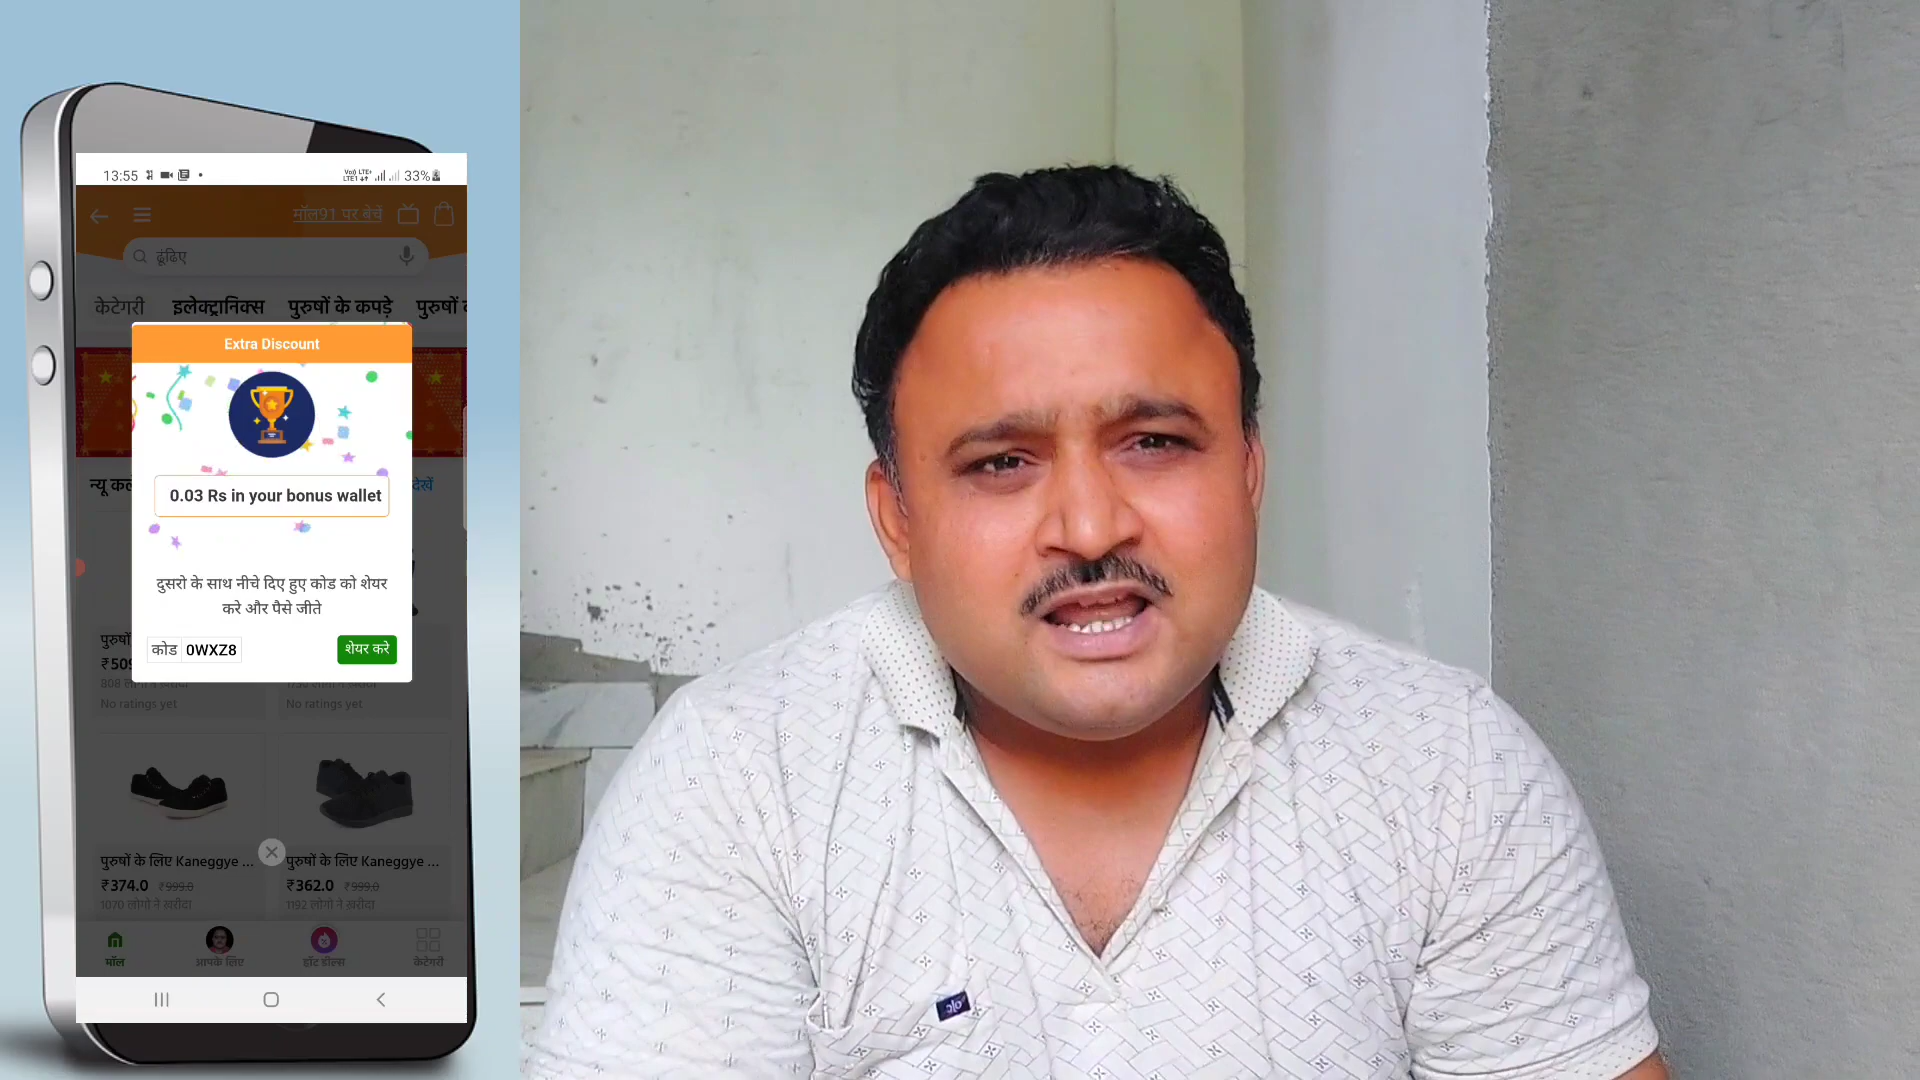 13:55
33%
मॉल91 पर बेचें
ढूंढिए
केटेगरी इलेक्ट्रानिक्स पुरुषों के कपड़े पुरुषों
Extra Discount
0.03 Rs in your bonus wallet
दुसरो के साथ नीचे दिए हुए कोड को शेयर
करे और पैसे जीते
कोड 0WXZ8
शेयर करे
न्यू
देखें
No ratings yet
No ratings yet
पुरुषों के लिए Kaneggye ...
पुरुषों के लिए Kaneggye ...
₹374.0 ₹999.0
₹362.0 ₹999.0
1070 लोगो ने ख़रीदा
1192 लोगो ने ख़रीदा
मॉल
आपके लिए
हॉट डील्स
केटेगरी